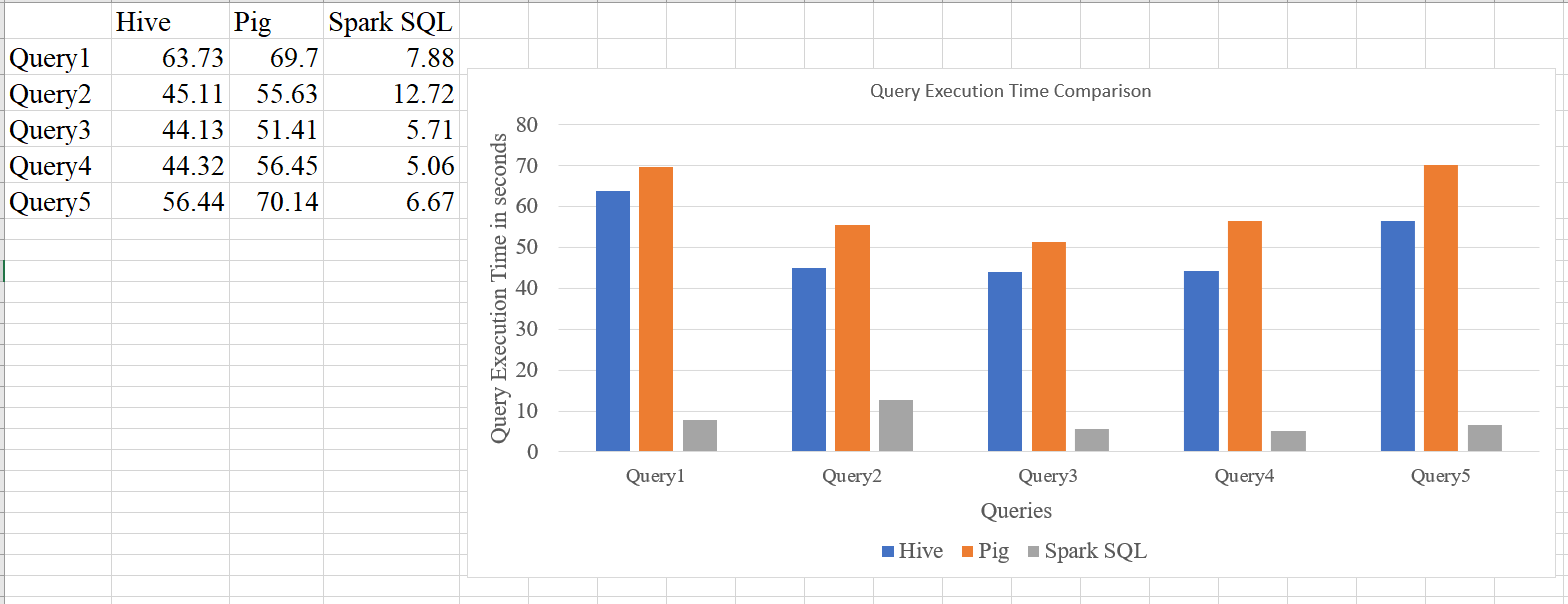 Hive Pig Spark SQL
Query1 63.73 69.7 7.88
Query2 45.11 55.63 12.72
Query3 44.13 51.41 5.71
Query4 44.32 56.45 5.06
Query5 56.44 70.14 6.67
Query Execution Time Comparison
Query Execution Time in seconds
80
70
60
50
40
30
20
10
0
Query1 Query2 Query3 Query4 Query5
Queries
Hive Pig Spark SQL